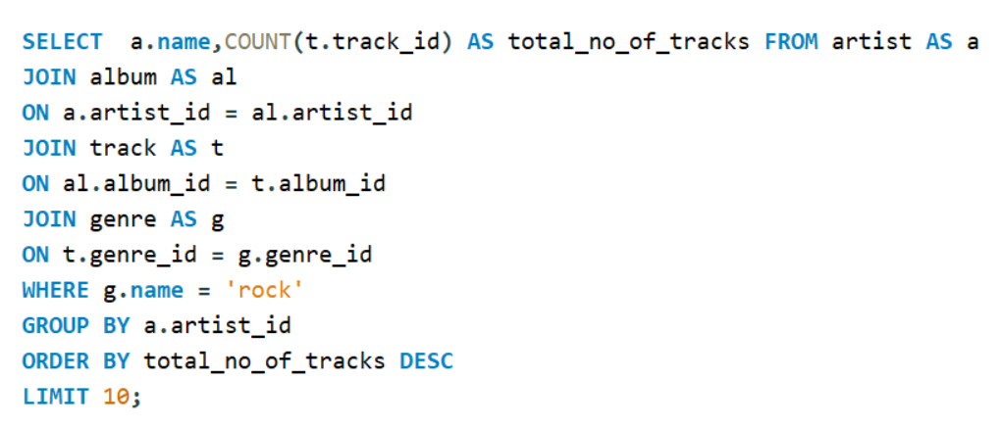 SELECT  a.name,COUNT(t.track_id) AS total_no_of_tracks FROM artist AS a
JOIN album AS al
ON a.artist_id = al.artist_id
JOIN track AS t
ON al.album_id = t.album_id
JOIN genre AS g
ON t.genre_id = g.genre_id
WHERE g.name = 'rock'
GROUP BY a.artist_id
ORDER BY total_no_of_tracks DESC
LIMIT 10;